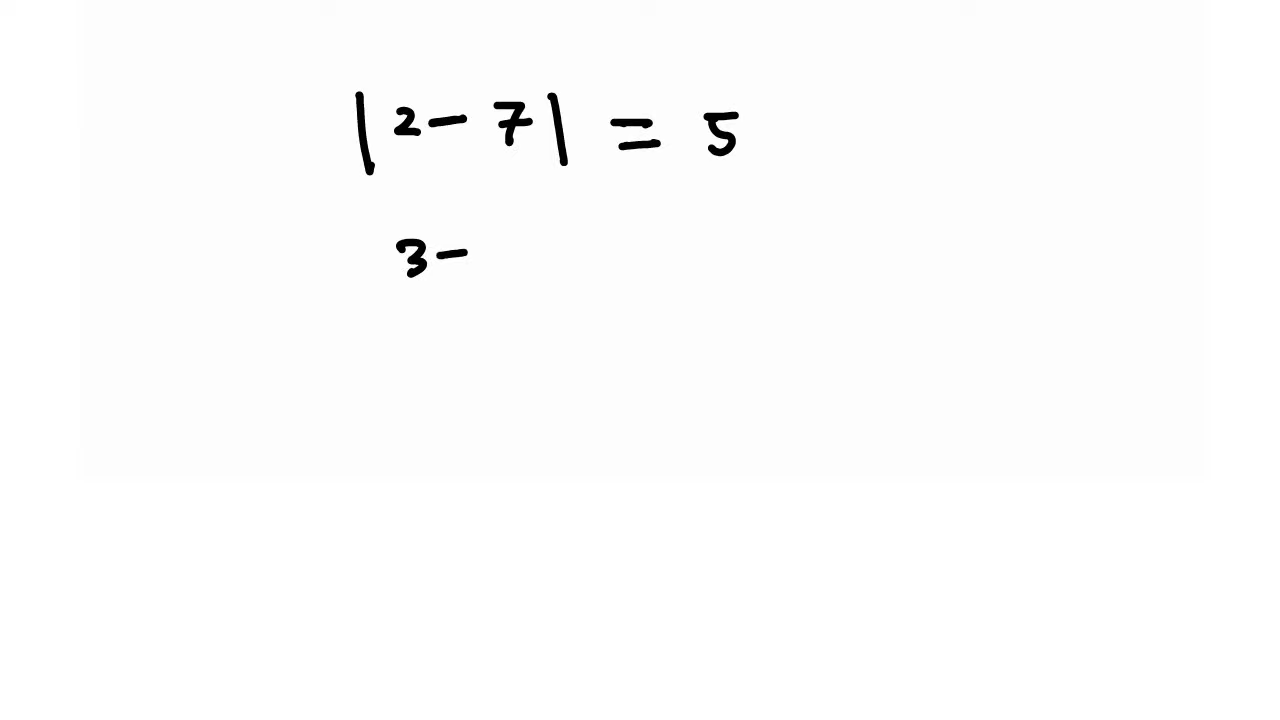 |2 - 7| = 5
3 -